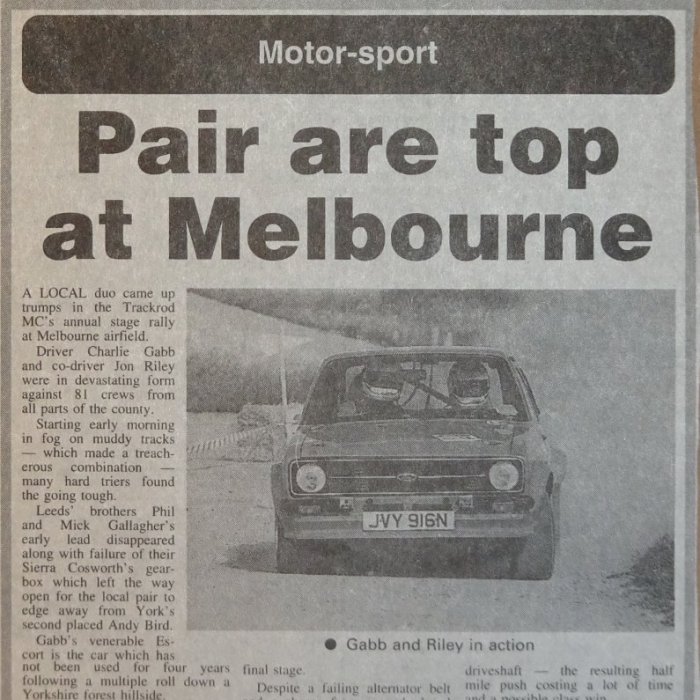 Motor-sport
Pair are top
at Melbourne
A LOCAL duo came up
trumps in the Trackrod
MC's annual stage rally
at Melbourne airfield.
Driver Charlie Gabb
and co-driver Jon Riley
were in devastating form
against 81 crews from
all parts of the county.
Starting early morning
in fog on muddy tracks
— which made a treach-
erous combination —
many hard triers found
the going tough.
Leeds' brothers Phil
and Mick Gallagher's
early lead disappeared
along with failure of their
Sierra Cosworth's gear-
box which left the way
open for the local pair to
edge away from York's
second placed Andy Bird.
Gabb's venerable Es-
cort is the car which has
not been used for four years
following a multiple roll down a
Yorkshire forest hillside.
JVY 916N
● Gabb and Riley in action
final stage.
Despite a failing alternator belt
driveshaft — the resulting half
mile push costing a lot of time
and a possible class win.